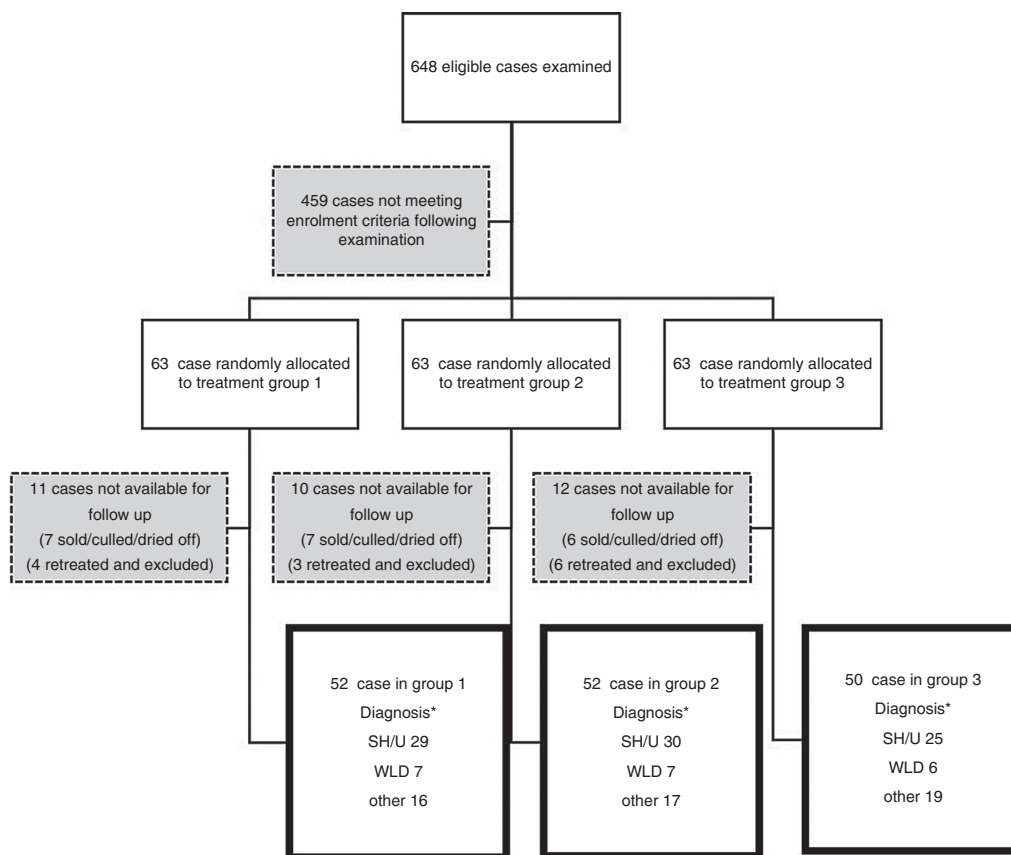 648 eligible cases examined
459 cases not meeting
enrolment criteria following
examination
63 case randomly allocated
to treatment group 1
63 case randomly allocated
to treatment group 2
63 case randomly allocated
to treatment group 3
11 cases not available for
follow up
(7 sold/culled/dried off)
(4 retreated and excluded)
10 cases not available for
follow up
(7 sold/culled/dried off)
(3 retreated and excluded)
12 cases not available for
follow up
(6 sold/culled/dried off)
(6 retreated and excluded)
52 case in group 1
Diagnosis*
SH/U 29
WLD 7
other 16
52 case in group 2
Diagnosis*
SH/U 30
WLD 7
other 17
50 case in group 3
Diagnosis*
SH/U 25
WLD 6
other 19